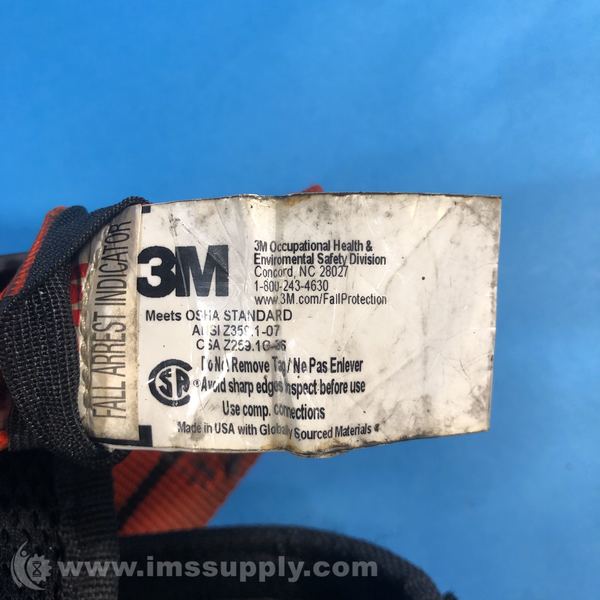 FALL ARREST INDICATOR
3M
3M Occupational Health &
Enviromental Safety Division
Concord, NC 28027
1-800-243-4630
www.3M.com/FallProtection
Meets OSHA STANDARD
ANSI Z359.1-07
CSA Z259.10-
Do Not Remove Tag/Ne Pas Enlever
Avoid sharp edges inspect before use
Use comp. connections
Made in USA with Globally Sourced Materials
www.imssupply.com/